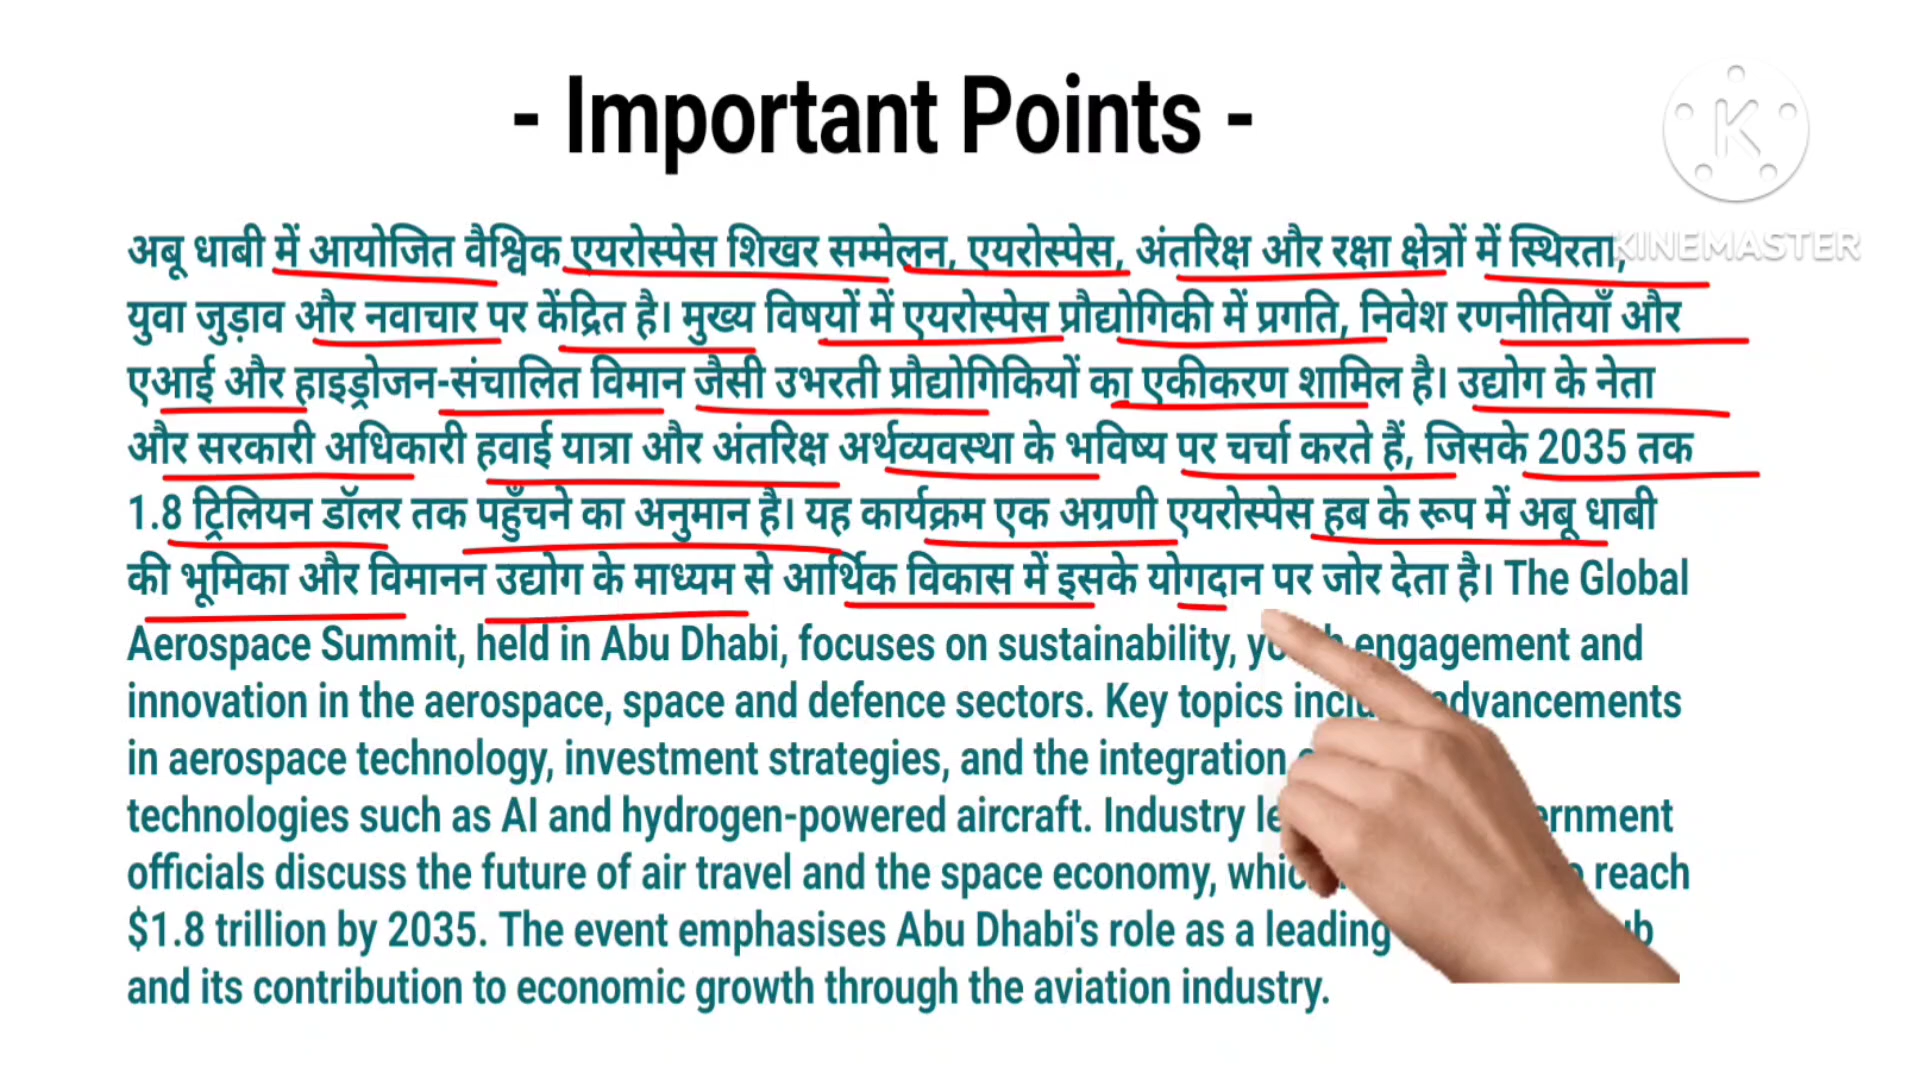 - Important Points -
K
KINEMASTER
अबू धाबी में आयोजित वैश्विक एयरोस्पेस शिखर सम्मेलन, एयरोस्पेस, अंतरिक्ष और रक्षा क्षेत्रों में स्थिरता,
युवा जुड़ाव और नवाचार पर केंद्रित है। मुख्य विषयों में एयरोस्पेस प्रौद्योगिकी में प्रगति, निवेश रणनीतियाँ और
एआई और हाइड्रोजन-संचालित विमान जैसी उभरती प्रौद्योगिकियों का एकीकरण शामिल है। उद्योग के नेता
और सरकारी अधिकारी हवाई यात्रा और अंतरिक्ष अर्थव्यवस्था के भविष्य पर चर्चा करते हैं, जिसके 2035 तक
1.8 ट्रिलियन डॉलर तक पहुँचने का अनुमान है। यह कार्यक्रम एक अग्रणी एयरोस्पेस हब के रूप में अबू धाबी
की भूमिका और विमानन उद्योग के माध्यम से आर्थिक विकास में इसके योगदान पर जोर देता है। The Global
Aerospace Summit, held in Abu Dhabi, focuses on sustainability, engagement and
innovation in the aerospace, space and defence sectors. Key topics advancements
in aerospace technology, investment strategies, and the integration
technologies such as AI and hydrogen-powered aircraft. Industry
officials discuss the future of air travel and the space economy, reach
$1.8 trillion by 2035. The event emphasises Abu Dhabi's role as a leading
and its contribution to economic growth through the aviation industry.